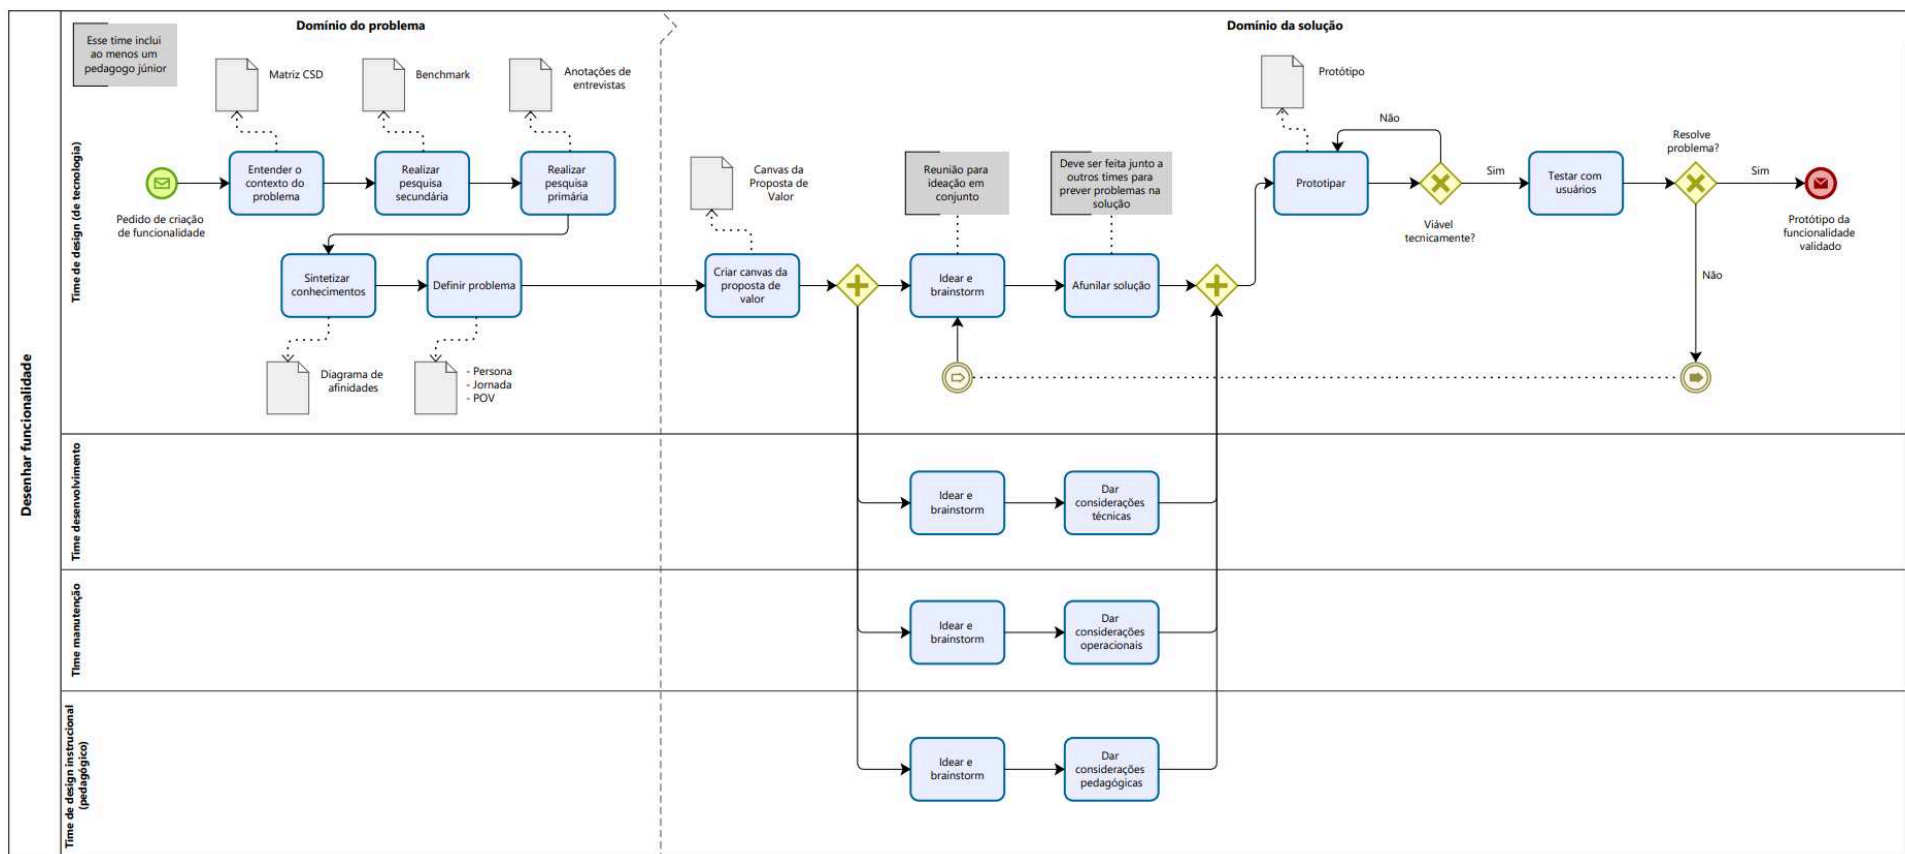 Desenhar funcionalidade
Domínio do problema
Domínio da solução
Time de design (de tecnologia)
Esse time inclui
ao menos um
pedagogo júnior
Matriz CSD
Benchmark
Anotações de
entrevistas
Pedido de criação
de funcionalidade
Entender o
contexto do
problema
Realizar
pesquisa
secundária
Realizar
pesquisa
primária
Sintetizar
conhecimentos
Definir problema
Diagrama de
afinidades
- Persona
- Jornada
- POV
Canvas da
Proposta de
Valor
Criar canvas da
proposta de
valor
Reunião para
ideação em
conjunto
Idear e
brainstorm
Deve ser feita junto a
outros times para
prever problemas na
solução
Afunilar solução
Protótipo
Prototipar
Não
Viável
tecnicamente?
Sim
Testar com
usuários
Resolve
problema?
Sim
Não
Protótipo da
funcionalidade
validado
Time desenvolvimento
Idear e
brainstorm
Dar
considerações
técnicas
TIme manutenção
Idear e
brainstorm
Dar
considerações
operacionais
Time de design instrucional
(pedagógico)
Idear e
brainstorm
Dar
considerações
pedagógicas